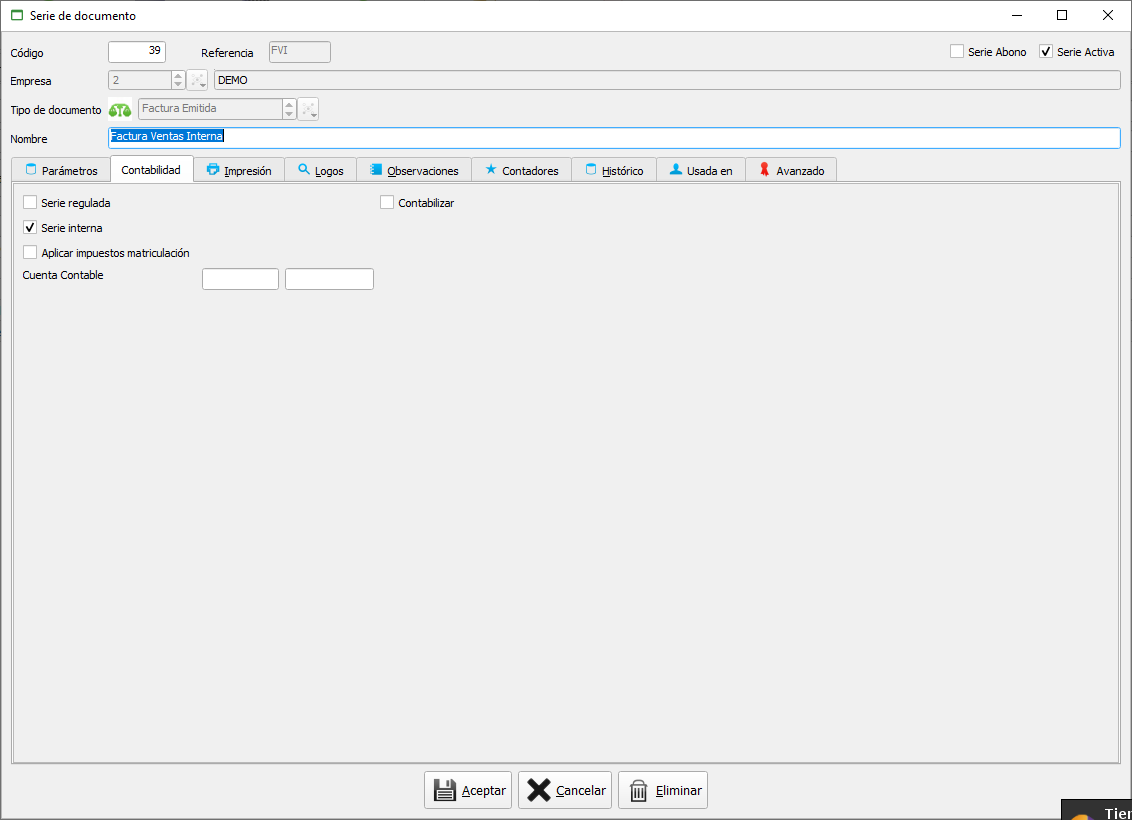 Serie de documento
Código 39 Referencia FVI Serie Abono Serie Activa
Empresa 2 DEMO
Tipo de documento Factura Emitida
Nombre Factura Ventas Interna
Parámetros Contabilidad Impresión Logos Observaciones Contadores Histórico Usada en Avanzado
Serie regulada Contabilizar
Serie interna
Aplicar impuestos matriculación
Cuenta Contable
Aceptar Cancelar Eliminar
Tier